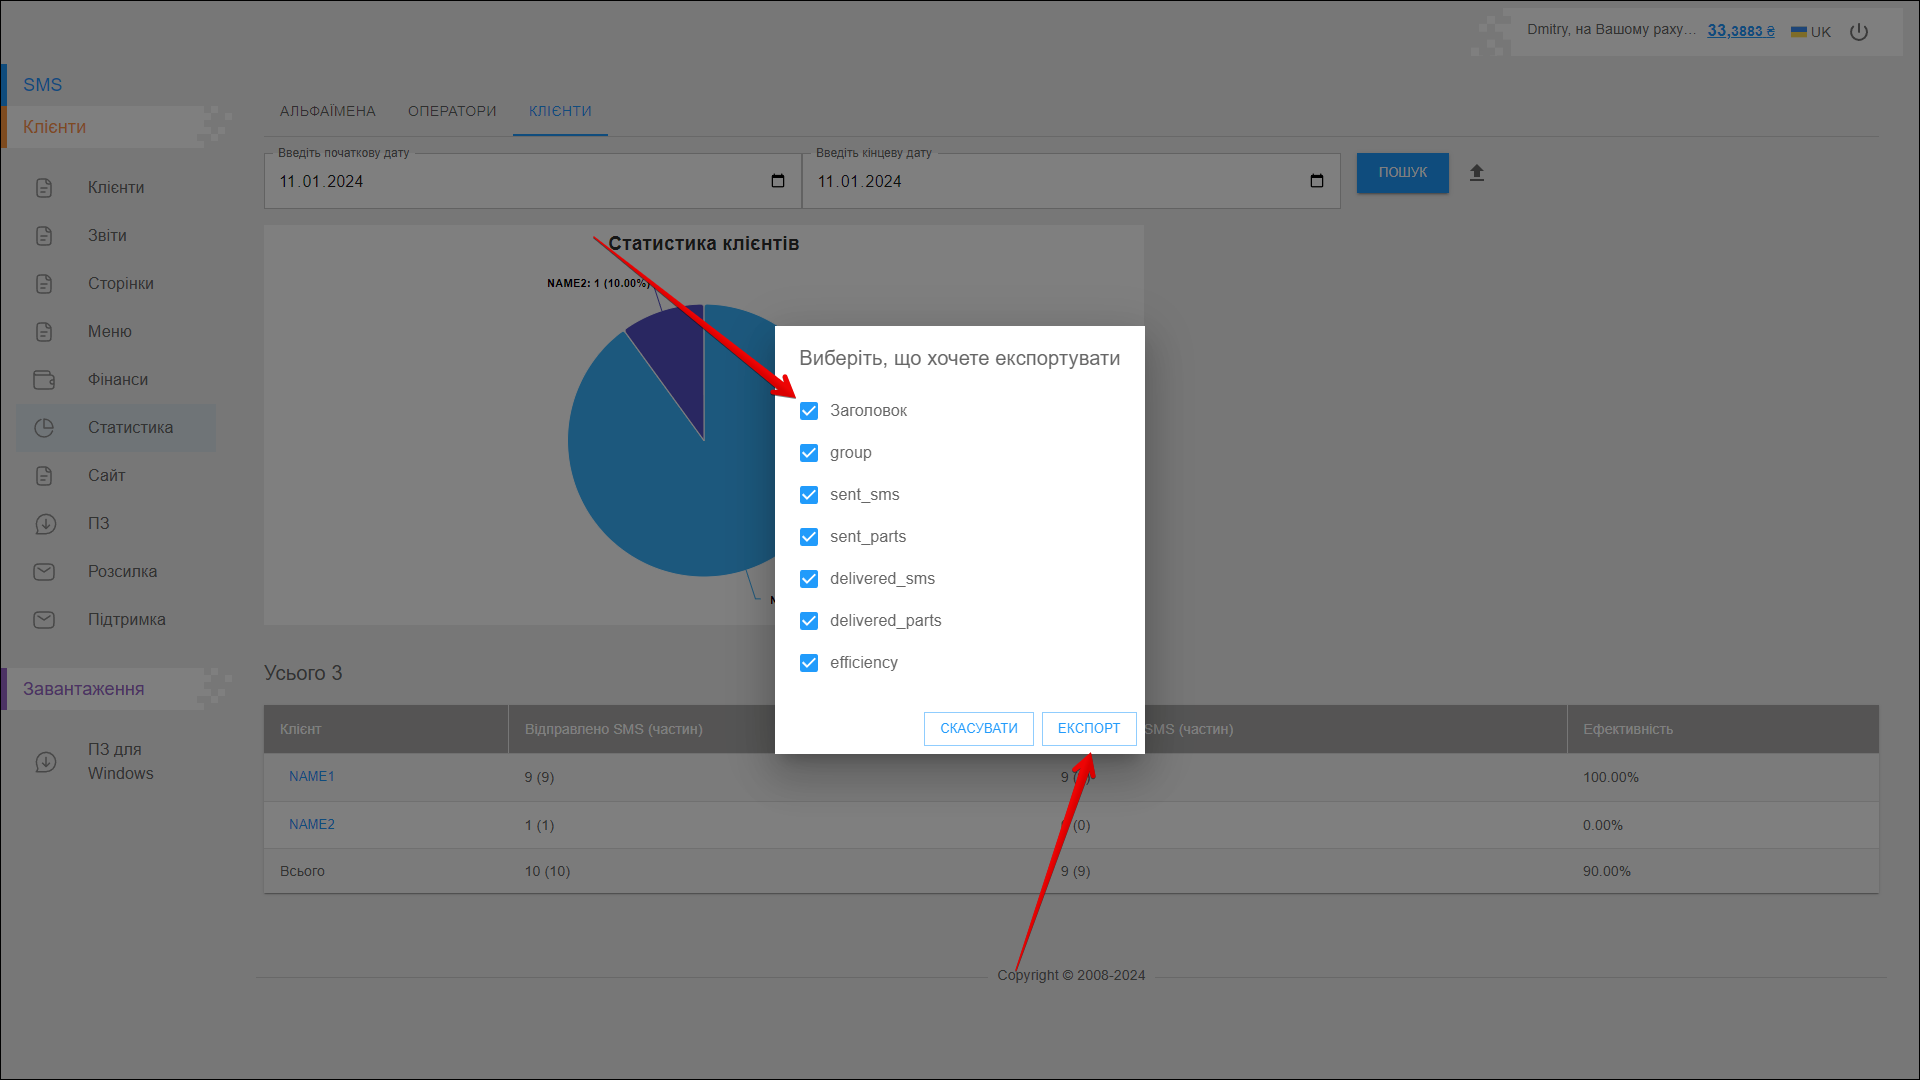 Dmitry, на Вашому раху... 33,3883 ₴ UK
SMS
Клієнти
Клієнти
Звіти
Сторінки
Меню
Фінанси
Статистика
Сайт
ПЗ
Розсилка
Підтримка
Завантаження
ПЗ для
Windows
АЛЬФАІМЕНА ОПЕРАТОРИ КЛІЄНТИ
Введіть початкову дату
11.01.2024
Введіть кінцеву дату
11.01.2024
ПОШУК
Статистика клієнтів
NAME2: 1 (10.00%)
Виберіть, що хочете експортувати
Заголовок
group
sent_sms
sent_parts
delivered_sms
delivered_parts
efficiency
СКАСУВАТИ ЕКСПОРТ
Усього 3
Клієнт Відправлено SMS (частин) SMS (частин) Ефективність
NAME1 9 (9) 9 100.00%
NAME2 1 (1) (0) 0.00%
Всього 10 (10) 9 (9) 90.00%
Copyright © 2008-2024